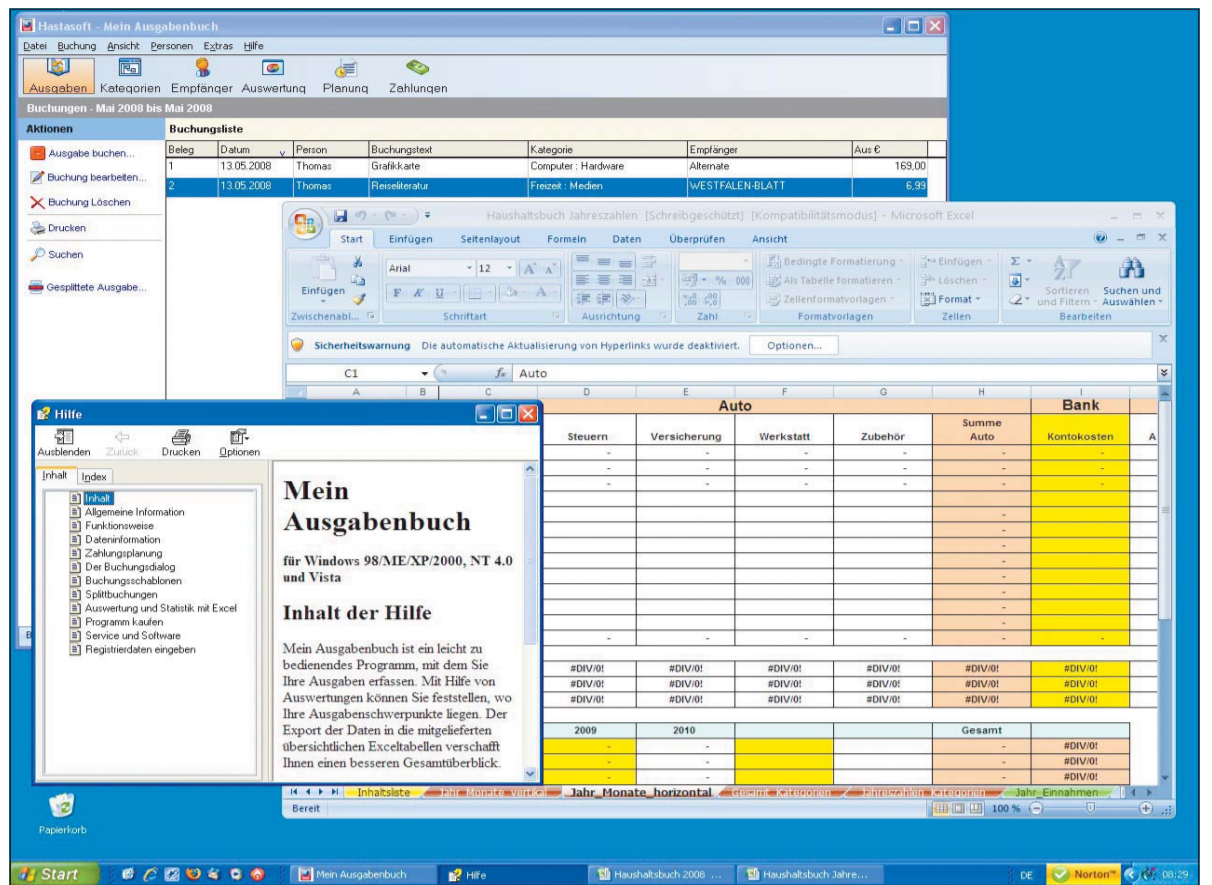 Hastasoft - Mein Ausgabenbuch
Datei Buchung Ansicht Personen Extras Hilfe
Ausgaben Kategorien Empfänger Auswertung Planung Zahlungen
Buchungen - Mai 2008 bis Mai 2008
Aktionen
Ausgabe buchen...
Buchung bearbeiten...
Buchung Löschen
Drucken
Suchen
Gesplittete Ausgabe...
Buchungsliste
Beleg Datum Person Buchungstext Kategorie Empfänger Aus €
1 13.05.2008 Thomas Grafikkarte Computer : Hardware Alternate 169,00
2 13.05.2008 Thomas Reiseliteratur Freizeit : Medien WESTFALEN-BLATT 6,99
Haushaltsbuch Jahreszahlen [Schreibgeschützt] [Kompatibilitätsmodus] - Microsoft Excel
Start Einfügen Seitenlayout Formeln Daten Überprüfen Ansicht
Einfügen
Arial 12
F K U
% 000
Bedingte Formatierung
Als Tabelle formatieren
Zellenformatvorlagen
Einfügen
Löschen
Format
Σ
Sortieren und Filtern
Suchen und Auswählen
Zwischenabl... Schriftart Ausrichtung Zahl Formatvorlagen Zellen Bearbeiten
Sicherheitswarnung Die automatische Aktualisierung von Hyperlinks wurde deaktiviert. Optionen...
C1 fx Auto
A B C D E F G H I
Auto Bank
Steuern Versicherung Werkstatt Zubehör Summe Auto Kontokosten A
- - - - - -
- - - - - -
- - - - - -
-
-
-
-
-
-
-
-
- - - - - -
#DIV/0! #DIV/0! #DIV/0! #DIV/0! #DIV/0! #DIV/0!
#DIV/0! #DIV/0! #DIV/0! #DIV/0! #DIV/0! #DIV/0!
#DIV/0! #DIV/0! #DIV/0! #DIV/0! #DIV/0! #DIV/0!
2009 2010 Gesamt
- - - #DIV/0!
- - - #DIV/0!
- - - #DIV/0!
Inhaltsliste Jahr_Monate_vertikal Jahr_Monate_horizontal Gesamt_Kategorien Jahreszahlen_Kategorien Jahr_Einnahmen
Bereit 100 %
Hilfe
Ausblenden Zurück Drucken Optionen
Inhalt Index
Inhalt
Allgemeine Information
Funktionsweise
Dateninformation
Zahlungsplanung
Der Buchungsdialog
Buchungsschablonen
Splittbuchungen
Auswertung und Statistik mit Excel
Programm kaufen
Service und Software
Registrierdaten eingeben
Mein
Ausgabenbuch
für Windows 98/ME/XP/2000, NT 4.0
und Vista
Inhalt der Hilfe
Mein Ausgabenbuch ist ein leicht zu
bedienendes Programm, mit dem Sie
Ihre Ausgaben erfassen. Mit Hilfe von
Auswertungen können Sie feststellen, wo
Ihre Ausgabenschwerpunkte liegen. Der
Export der Daten in die mitgelieferten
übersichtlichen Exceltabellen verschafft
Ihnen einen besseren Gesamtüberblick.
Papierkorb
Start Mein Ausgabenbuch Hilfe Haushaltsbuch 2008 ... Haushaltsbuch Jahre... DE Norton™ 08:29